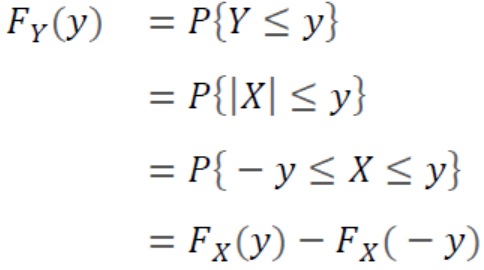 F_Y(y) = P{Y ≤ y}
= P{|X| ≤ y}
= P{ − y ≤ X ≤ y}
= F_X(y) − F_X( − y)